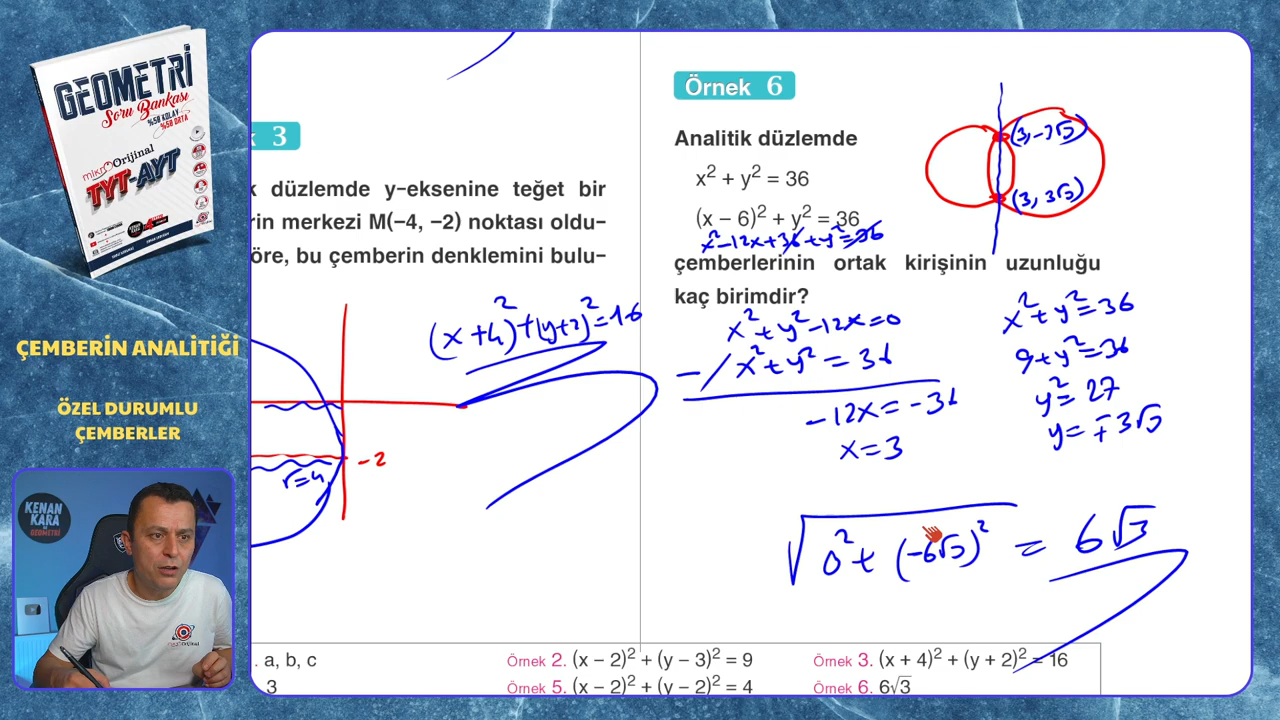 GEOMETRİ
Soru Bankası
%50 KOLAY
%50 ORTA
mikro Orijinal
TYT-AYT
ÇEMBERİN ANALİTİĞİ
ÖZEL DURUMLU
ÇEMBERLER
KENAN
KARA
GEOMETRİ
k 3
k düzlemde y-eksenine teğet bir
rin merkezi M(−4, −2) noktası oldu-
öre, bu çemberin denklemini bulu-
(x+4)² + (y+2)² = 16
-2
r=4
Örnek 6
Analitik düzlemde
x² + y² = 36
(x − 6)² + y² = 36
x² - 12x + 36 + y² = 36
çemberlerinin ortak kirişinin uzunluğu
kaç birimdir?
(3, -3√3)
(3, 3√3)
x² + y² - 12x = 0
- x² + y² = 36
-12x = -36
x = 3
x² + y² = 36
9 + y² = 36
y² = 27
y = ∓3√3
√0² + (-6√3)² = 6√3
. a, b, c
3
Örnek 2. (x − 2)² + (y − 3)² = 9
Örnek 5. (x − 2)² + (y − 2)² = 4
Örnek 3. (x + 4)² + (y + 2)² = 16
Örnek 6. 6√3